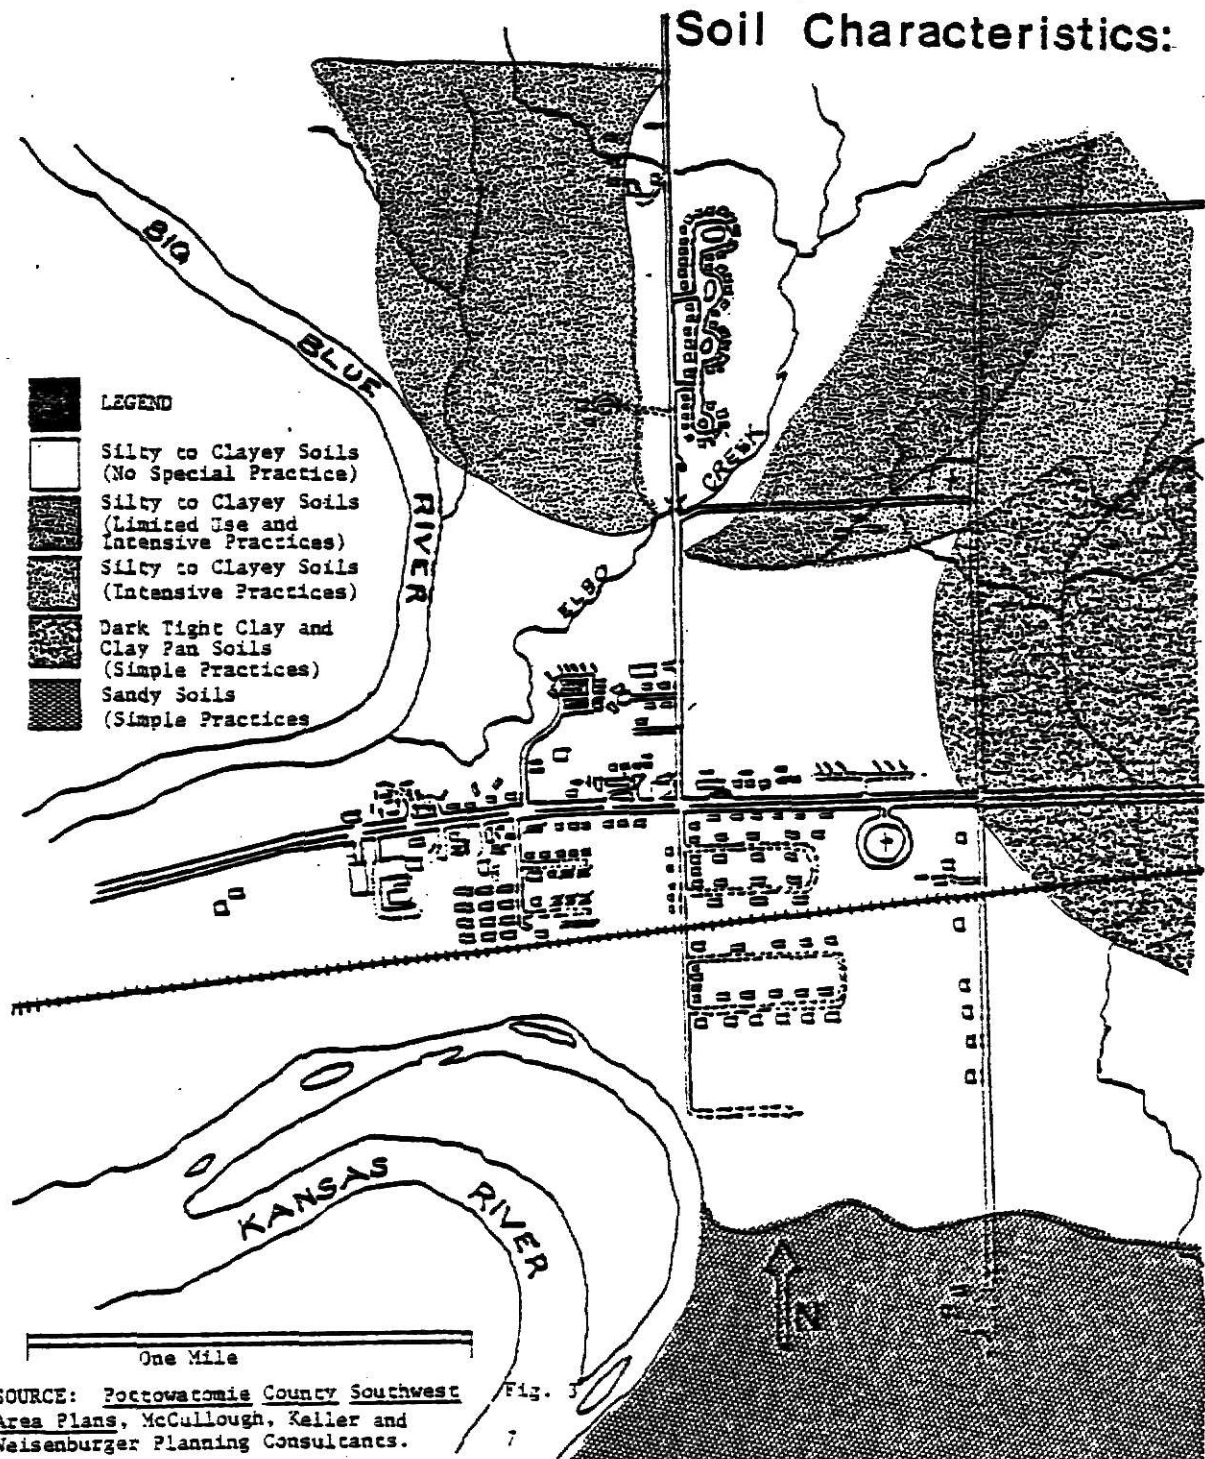 Soil Characteristics:
BIG
BLUE
RIVER
LEGEND
Silty to Clayey Soils
(No Special Practice)
Silty to Clayey Soils
(Limited Use and
Intensive Practices)
Silty to Clayey Soils
(Intensive Practices)
Dark Tight Clay and
Clay Pan Soils
(Simple Practices)
Sandy Soils
(Simple Practices
CREEK
ELBO
KANSAS
RIVER
N
One Mile
SOURCE: Pottowatomie County Southwest
Area Plans, McCullough, Keller and
Weisenburger Planning Consultants.
Fig. 3
7